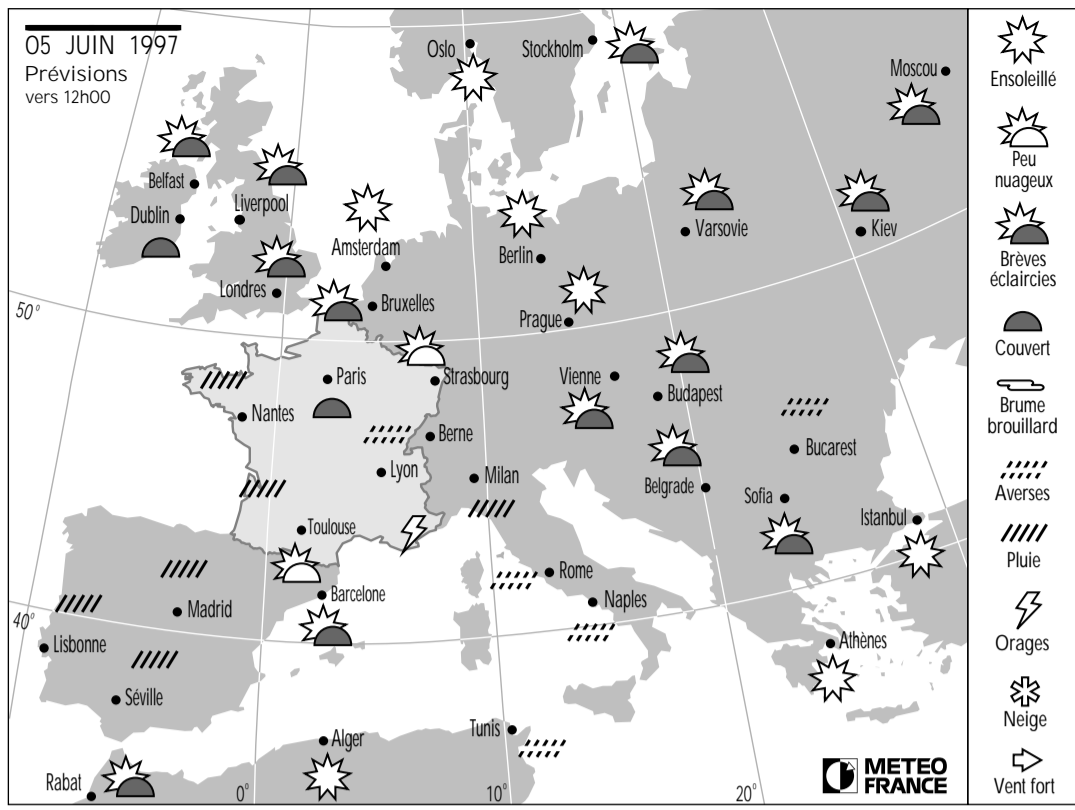 05 JUIN 1997
Prévisions
vers 12h00
Oslo
Stockholm
Moscou
Belfast
Dublin
Liverpool
Amsterdam
Berlin
Varsovie
Kiev
Londres
Bruxelles
50°
Prague
Paris
Strasbourg
Vienne
Budapest
Nantes
Berne
Bucarest
Lyon
Milan
Belgrade
Sofia
Istanbul
Toulouse
Rome
Barcelone
Naples
Madrid
40°
Lisbonne
Athènes
Séville
Tunis
Alger
Rabat
0°
10°
20°
METEO
FRANCE
Ensoleillé
Peu
nuageux
Brèves
éclaircies
Couvert
Brume
brouillard
Averses
Pluie
Orages
Neige
Vent fort